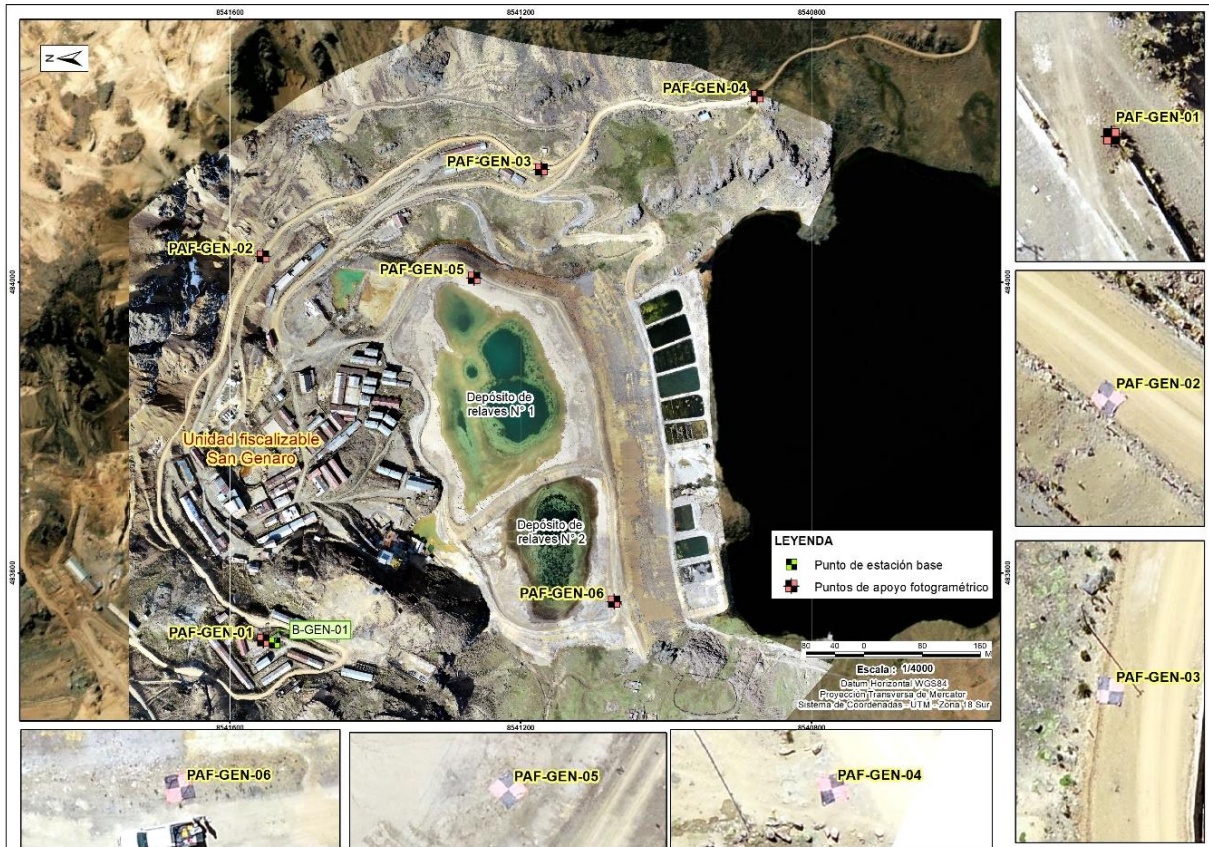 8541600
8541200
8540800
N
PAF-GEN-04
PAF-GEN-01
PAF-GEN-03
PAF-GEN-02
PAF-GEN-05
484000
484000
PAF-GEN-02
Depósito de
relaves N° 1
Unidad fiscalizable
San Genaro
Depósito de
relaves N° 2
LEYENDA
Punto de estación base
Puntos de apoyo fotogramétrico
483600
483600
PAF-GEN-06
PAF-GEN-01
B-GEN-01
80 40 0 80 160
M
Escala : 1/4000
Datum Horizontal WGS84
Proyección Transversa de Mercator
Sistema de Coordenadas - UTM - Zona 18 Sur
PAF-GEN-03
8541600
8541200
8540800
PAF-GEN-06
PAF-GEN-05
PAF-GEN-04